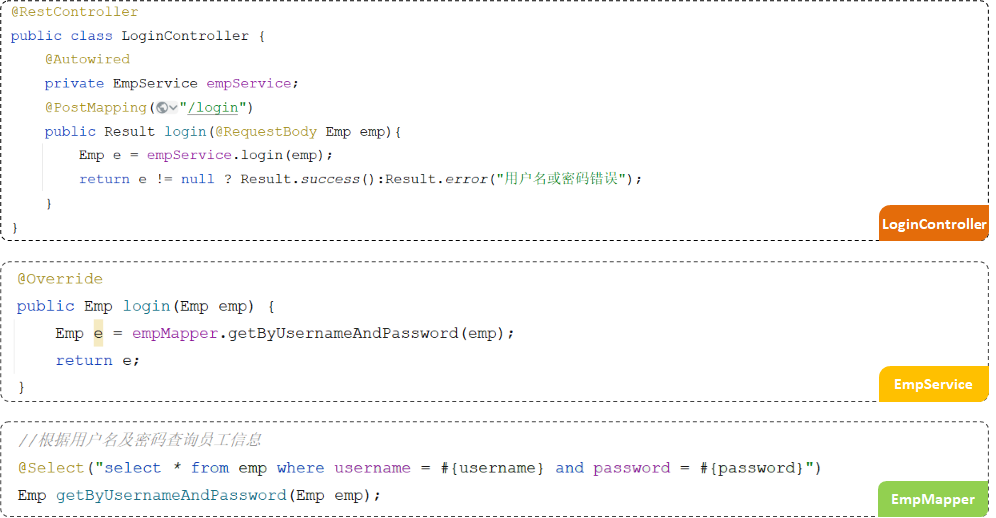 @RestController
public class LoginController {
@Autowired
private EmpService empService;
@PostMapping("/login")
public Result login(@RequestBody Emp emp){
Emp e = empService.login(emp);
return e != null ? Result.success():Result.error("用户名或密码错误");
}
}
LoginController
@Override
public Emp login(Emp emp) {
Emp e = empMapper.getByUsernameAndPassword(emp);
return e;
}
EmpService
//根据用户名及密码查询员工信息
@Select("select * from emp where username = #{username} and password = #{password}")
Emp getByUsernameAndPassword(Emp emp);
EmpMapper